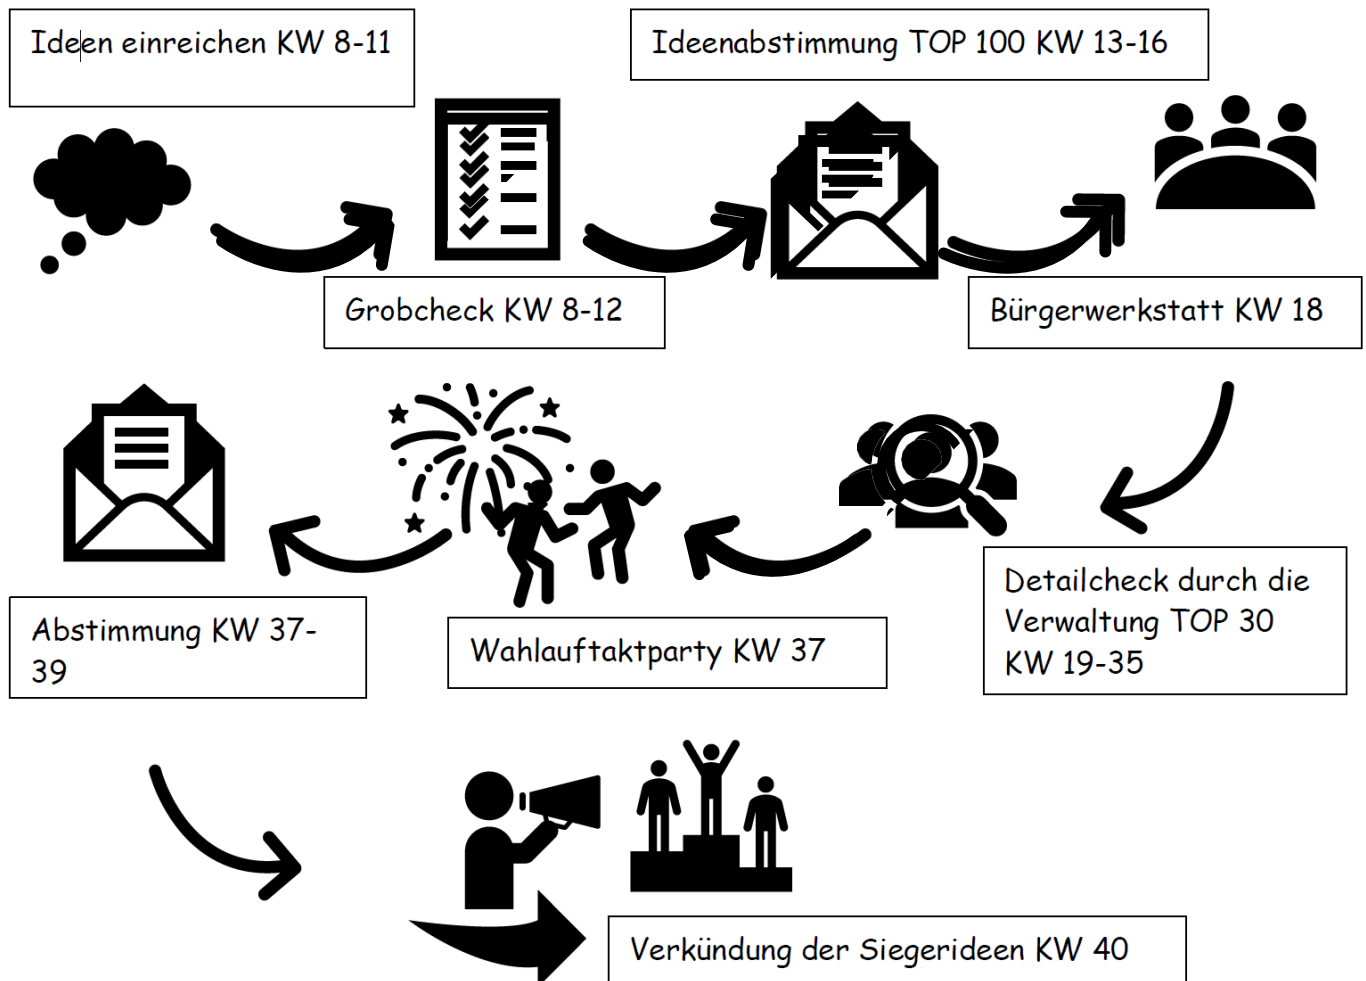 Ideen einreichen KW 8-11
Ideenabstimmung TOP 100 KW 13-16
Grobcheck KW 8-12
Bürgerwerkstatt KW 18
Detailcheck durch die
Verwaltung TOP 30
KW 19-35
Wahlauftaktparty KW 37
Abstimmung KW 37-
39
Verkündung der Siegerideen KW 40